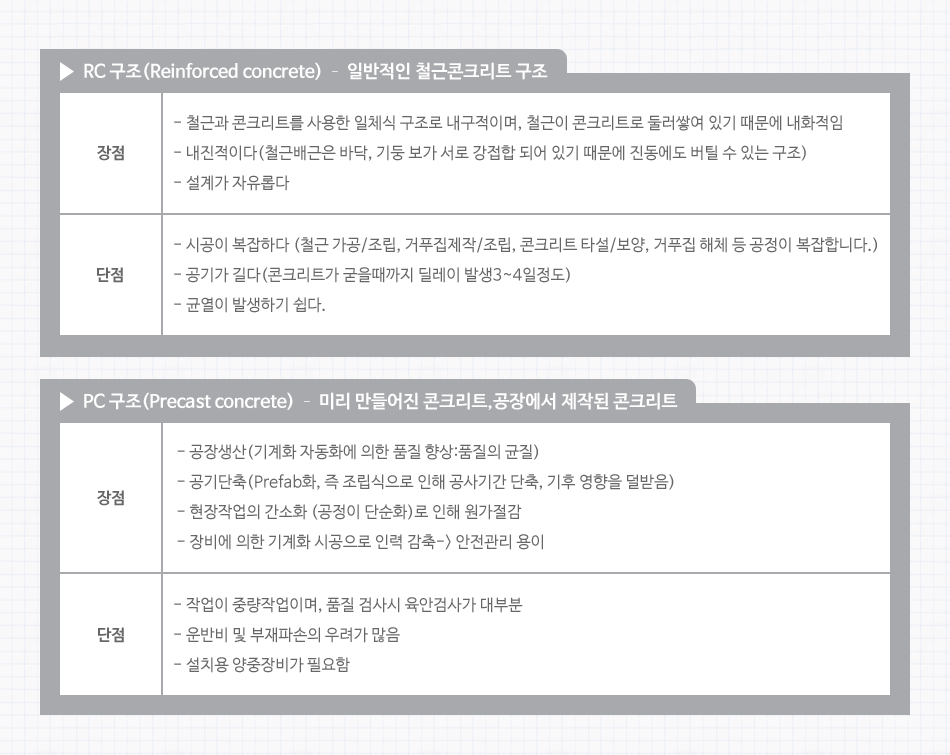 ▶ RC 구조(Reinforced concrete) - 일반적인 철근콘크리트 구조
장점
- 철근과 콘크리트를 사용한 일체식 구조로 내구적이며, 철근이 콘크리트로 둘러쌓여 있기 때문에 내화적임
- 내진적이다(철근배근은 바닥, 기둥 보가 서로 강접합 되어 있기 때문에 진동에도 버틸 수 있는 구조)
- 설계가 자유롭다
단점
- 시공이 복잡하다 (철근 가공/조립, 거푸집제작/조립, 콘크리트 타설/보양, 거푸집 해체 등 공정이 복잡합니다.)
- 공기가 길다(콘크리트가 굳을때까지 딜레이 발생3~4일정도)
- 균열이 발생하기 쉽다.
▶ PC 구조(Precast concrete) - 미리 만들어진 콘크리트,공장에서 제작된 콘크리트
장점
- 공장생산(기계화 자동화에 의한 품질 향상:품질의 균질)
- 공기단축(Prefab화, 즉 조립식으로 인해 공사기간 단축, 기후 영향을 덜받음)
- 현장작업의 간소화 (공정이 단순화)로 인해 원가절감
- 장비에 의한 기계화 시공으로 인력 감축-> 안전관리 용이
단점
- 작업이 중량작업이며, 품질 검사시 육안검사가 대부분
- 운반비 및 부재파손의 우려가 많음
- 설치용 양중장비가 필요함